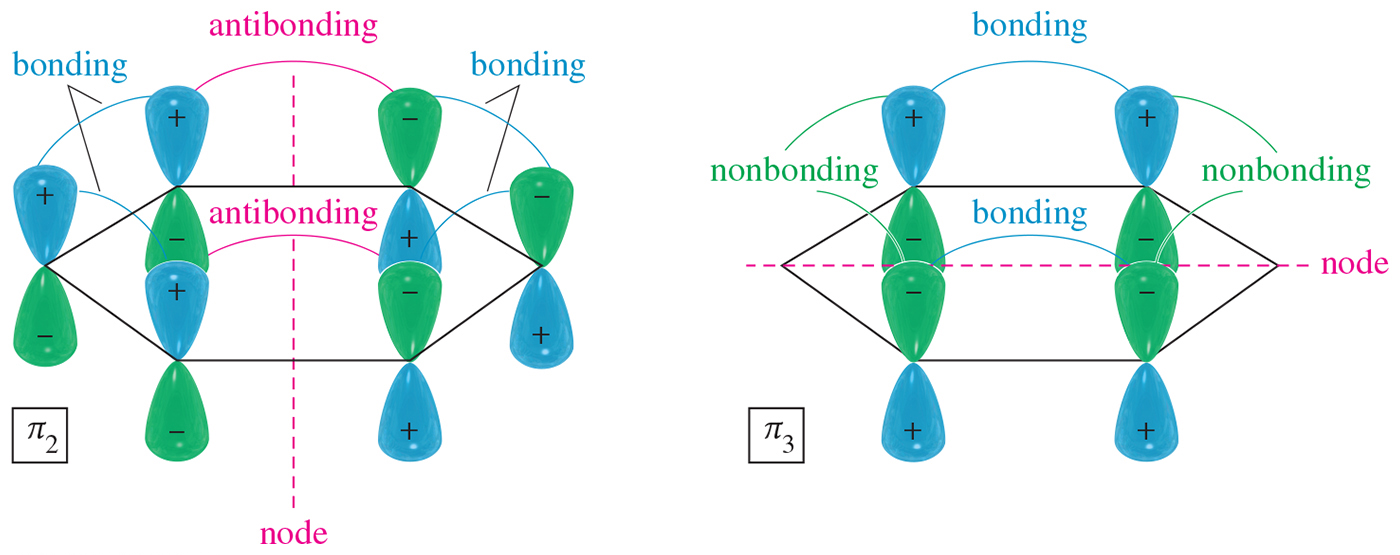 antibonding
bonding
bonding
+
−
+
−
−
+
antibonding
−
+
+
−
−
+
−
+
π₂
node
bonding
+
+
nonbonding
nonbonding
bonding
−
−
node
−
−
+
+
π₃